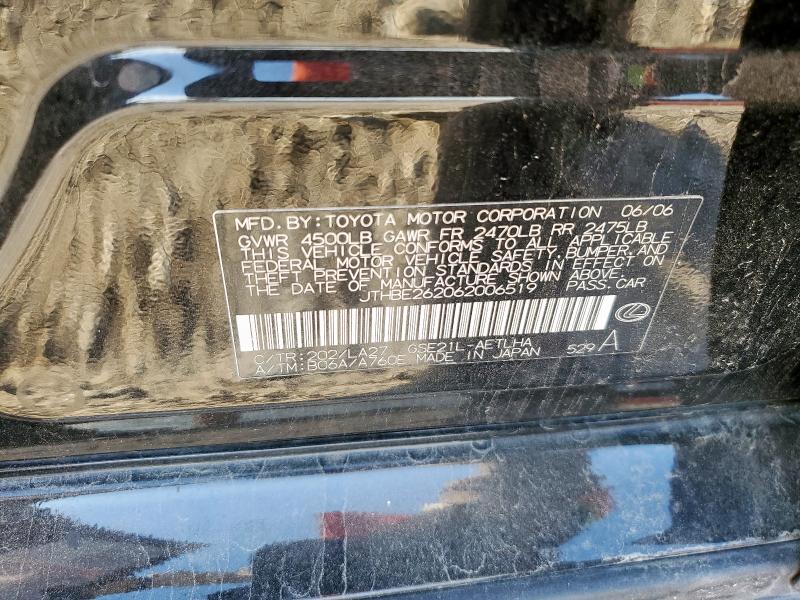 MFD.BY:TOYOTA MOTOR CORPORATION 06/06
GVWR 4500LB GAWR FR 2470LB RR 2475LB
THIS VEHICLE CONFORMS TO ALL APPLICABLE
FEDERAL MOTOR VEHICLE SAFETY,BUMPER,AND
THEFT PREVENTION STANDARDS IN EFFECT ON
THE DATE OF MANUFACTURE SHOWN ABOVE.
JTHBE262062006519 PASS.CAR
C/TR:202/LA27 GSE21L-AETLHA
A/TM:B06A/A760E MADE IN JAPAN 529 A